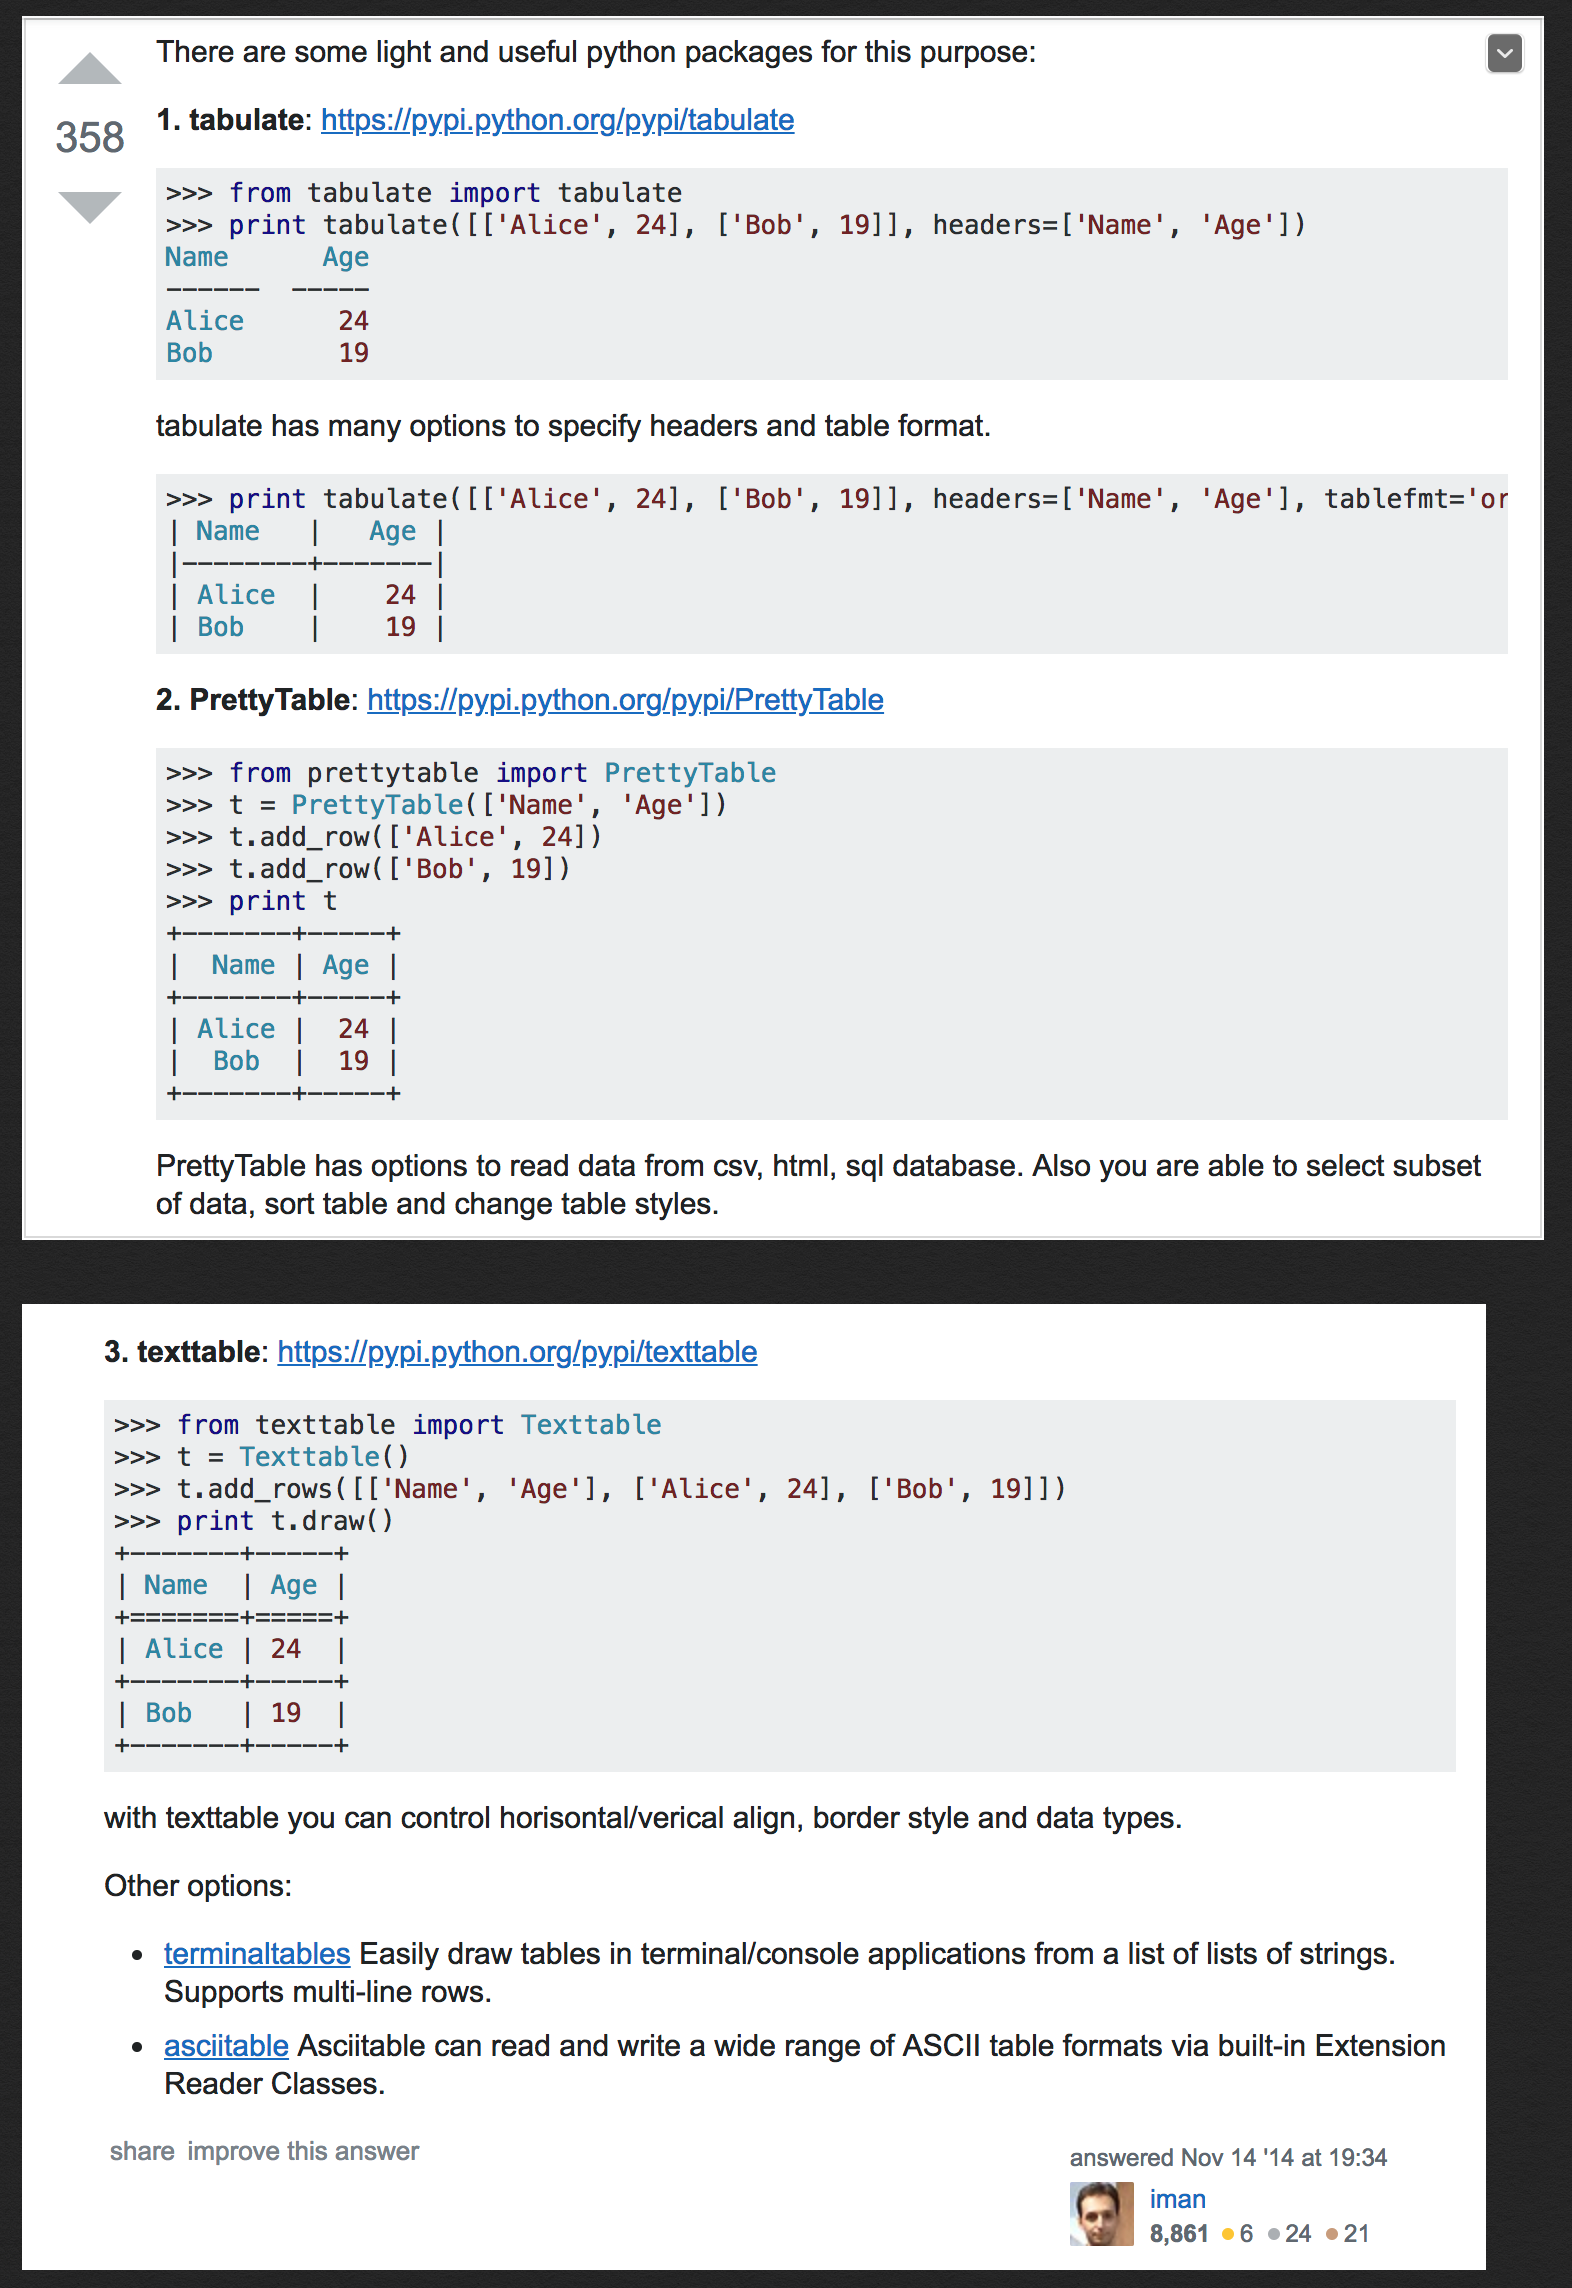 There are some light and useful python packages for this purpose:
358
1. tabulate: https://pypi.python.org/pypi/tabulate
>>> from tabulate import tabulate
>>> print tabulate([['Alice', 24], ['Bob', 19]], headers=['Name', 'Age'])
Name      Age
------  -----
Alice      24
Bob        19
tabulate has many options to specify headers and table format.
>>> print tabulate([['Alice', 24], ['Bob', 19]], headers=['Name', 'Age'], tablefmt='or
| Name   |   Age |
|--------+-------|
| Alice  |    24 |
| Bob    |    19 |
2. PrettyTable: https://pypi.python.org/pypi/PrettyTable
>>> from prettytable import PrettyTable
>>> t = PrettyTable(['Name', 'Age'])
>>> t.add_row(['Alice', 24])
>>> t.add_row(['Bob', 19])
>>> print t
+-------+-----+
|  Name | Age |
+-------+-----+
| Alice |  24 |
|  Bob  |  19 |
+-------+-----+
PrettyTable has options to read data from csv, html, sql database. Also you are able to select subset
of data, sort table and change table styles.
3. texttable: https://pypi.python.org/pypi/texttable
>>> from texttable import Texttable
>>> t = Texttable()
>>> t.add_rows([['Name', 'Age'], ['Alice', 24], ['Bob', 19]])
>>> print t.draw()
+-------+-----+
| Name  | Age |
+=======+=====+
| Alice | 24  |
+-------+-----+
| Bob   | 19  |
+-------+-----+
with texttable you can control horisontal/verical align, border style and data types.
Other options:
• terminaltables Easily draw tables in terminal/console applications from a list of lists of strings.
Supports multi-line rows.
• asciitable Asciitable can read and write a wide range of ASCII table formats via built-in Extension
Reader Classes.
share improve this answer
answered Nov 14 '14 at 19:34
iman
8,861 ● 6 ● 24 ● 21